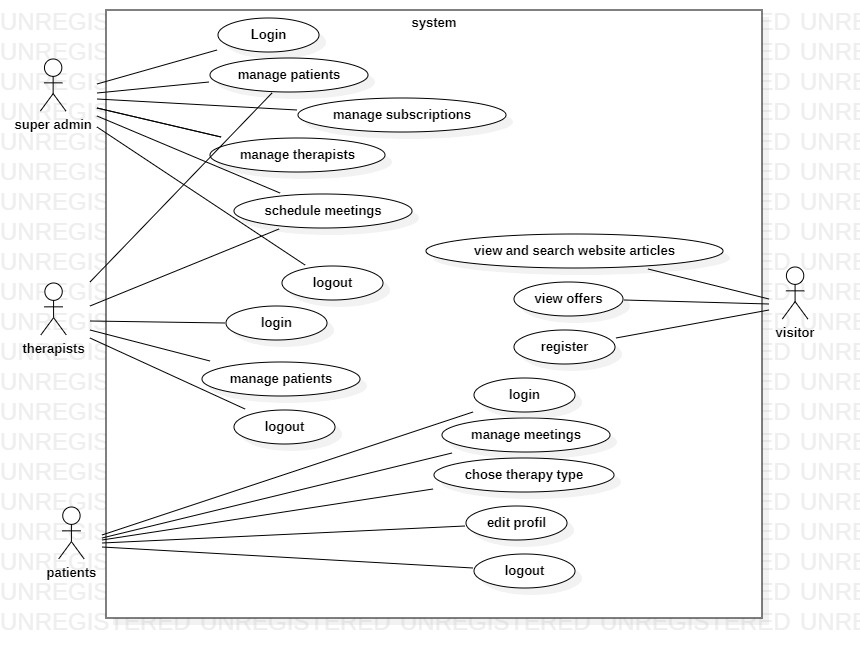 system
Login
manage patients
manage subscriptions
super admin
manage therapists
schedule meetings
view and search website articles
logout
view offers
login
visitor
register
therapists
manage patients
login
logout
manage meetings
chose therapy type
edit profil
logout
patients
UNREGISTERED UNREGISTERED UNREGISTERED UNREGISTERED UNRE